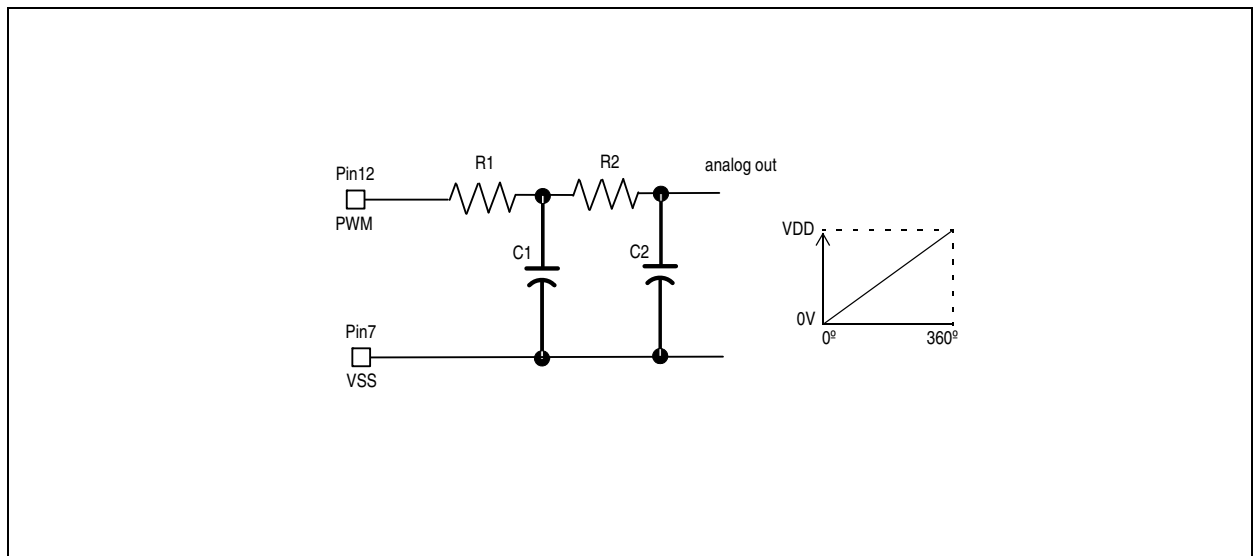 R1
R2
analog out
Pin12
PWM
C1
C2
VDD
0V
0º
360º
Pin7
VSS